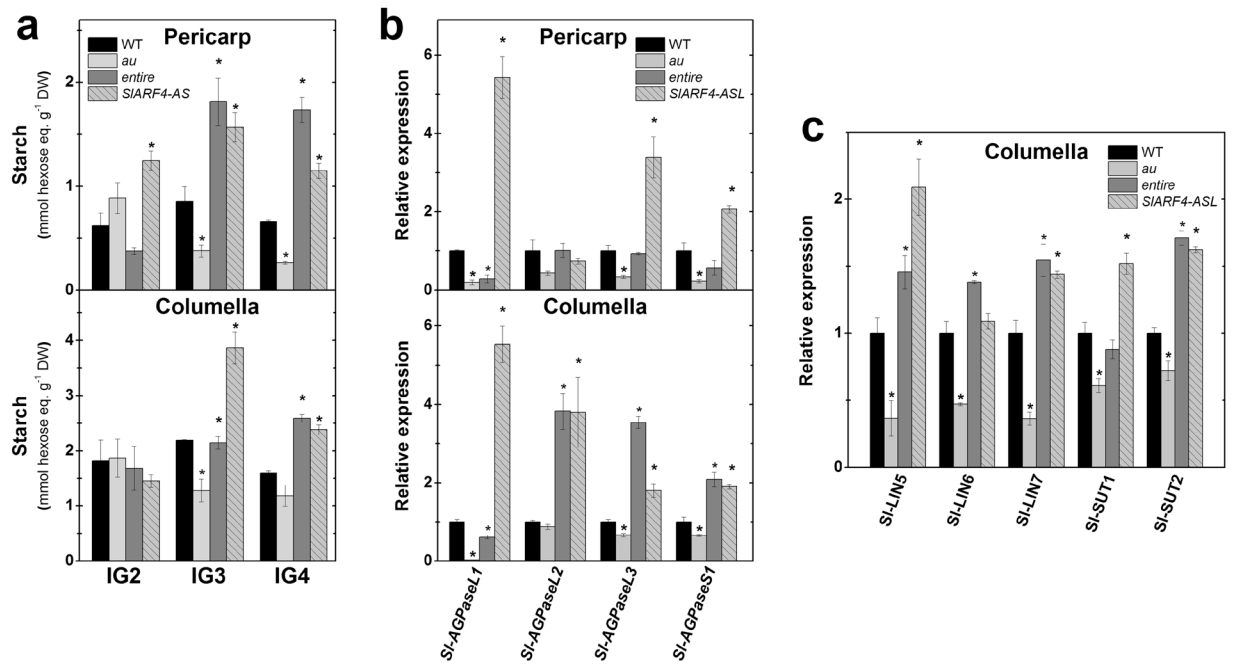 a
Pericarp
WT
au
entire
SlARF4-AS
Starch
(mmol hexose eq. g-1 DW)
2
1
0
Columella
Starch
(mmol hexose eq. g-1 DW)
5
4
3
2
1
0
IG2 IG3 IG4
* * * * * *
* * * * *
b
Pericarp
WT
au
entire
SlARF4-ASL
Relative expression
6
4
2
0
* * * * * * *
Columella
Relative expression
6
4
2
0
* * * * * * * * * *
Sl-AGPaseL1
Sl-AGPaseL2
Sl-AGPaseL3
Sl-AGPaseS1
c
Columella
WT
au
entire
SlARF4-ASL
Relative expression
2
1
0
* * * * * * * * * * * * *
Sl-LIN5
Sl-LIN6
Sl-LIN7
Sl-SUT1
Sl-SUT2